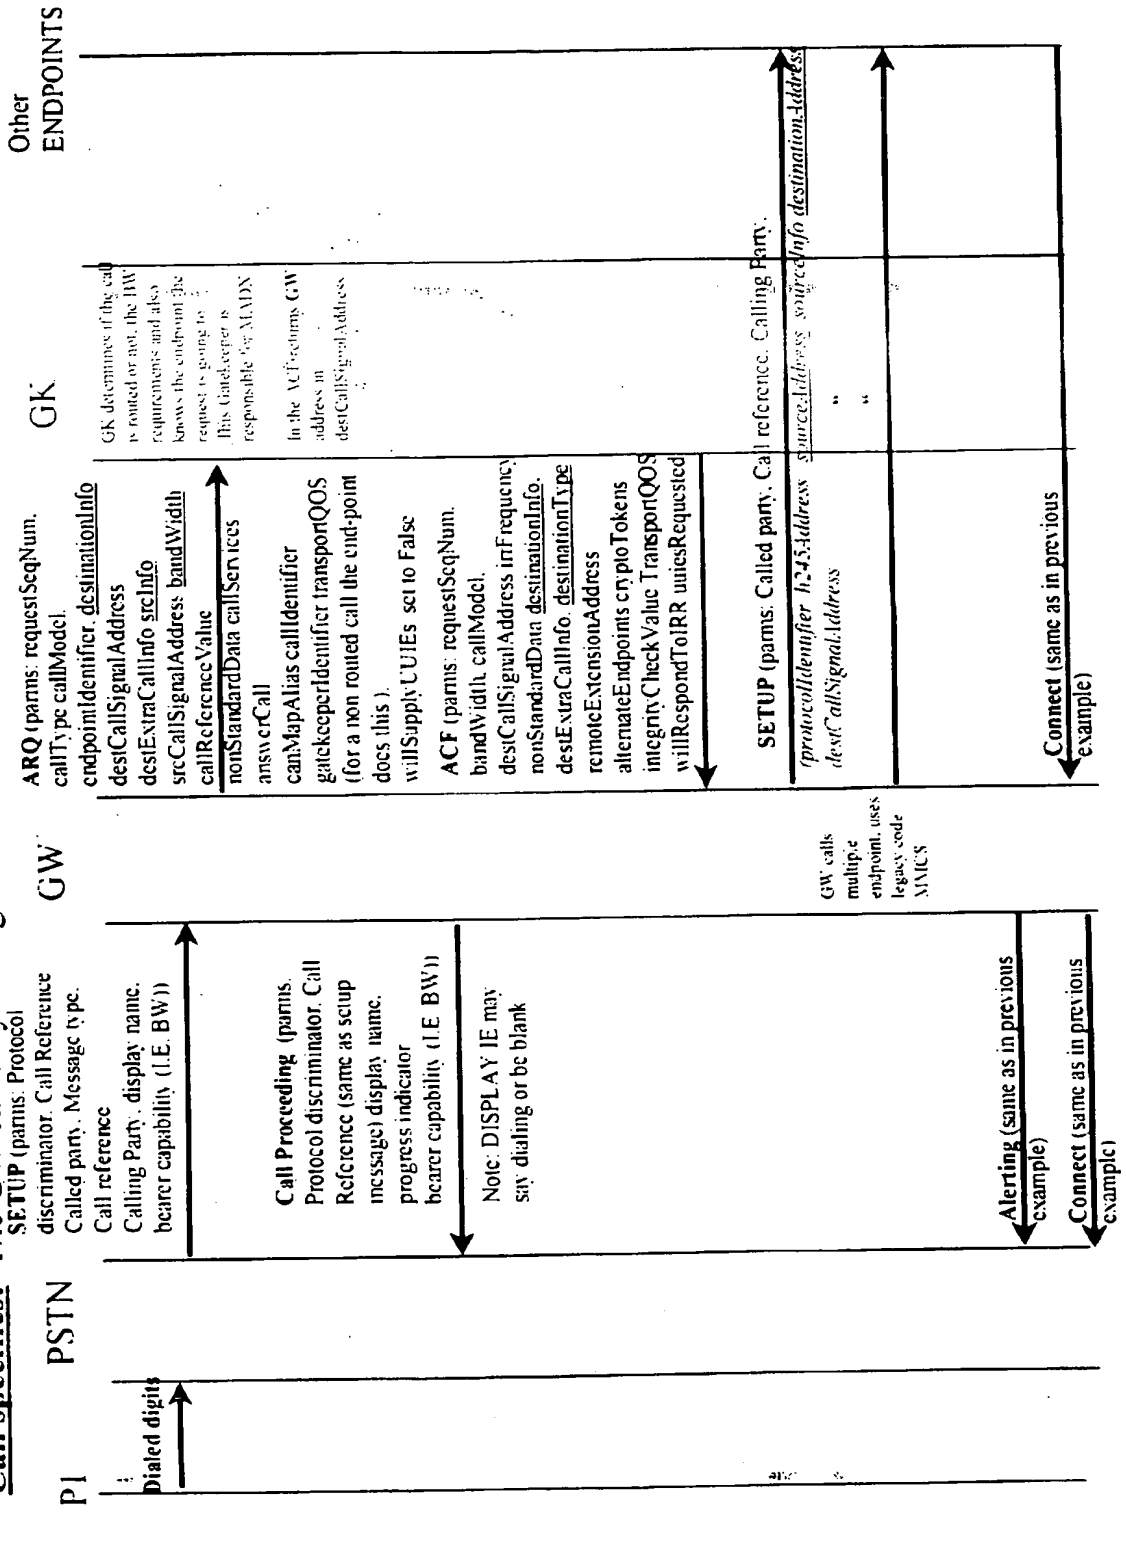 P1
PSTN
GW
GK
Other
ENDPOINTS
Dialed digits
SETUP (parms: Protocol
discriminator. Call Reference
Called party. Message type.
Call reference
Calling Party. display name.
bearer capability (I.E. BW))
Call Proceeding (parms.
Protocol discriminator. Call
Reference (same as setup
message) display name.
progress indicator
bearer capability (I.E BW))
Note: DISPLAY IE may
say dialing or be blank
Alerting (same as in previous
example)
Connect (same as in previous
example)
ARQ (parms: requestSeqNum.
callType callModel.
endpointIdentifier. destinationInfo
destCallSignalAddress
destExtraCallInfo srcInfo
srcCallSignalAddress bandWidth
callReferenceValue
nonStandardData callServices
answerCall
canMapAlias callIdentifier
gatekeeperIdentifier transportQOS
(for a non routed call the end-point
does this ).
willSupplyUUIEs set to False
ACF (parms: requestSeqNum.
bandWidth. callModel.
destCallSignalAddress irrFrequency
nonStandardData destinationInfo.
destExtraCallInfo. destinationType
remoteExtensionAddress
alternateEndpoints cryptoTokens
integrityCheckValue TransportQOS
willRespondToIRR uuiesRequested
GK determines if the call
is routed or not. the BW
requirements and also
knows the endpoint the
request is going to
This Gatekeeper is
responsible for MADN
In the ACF returns GW
address in
destCallSignalAddress
SETUP (parms: Called party. Call reference. Calling Party.
(protocolIdentifier h245Address sourceAddress sourceInfo destinationAddress
destCallSignalAddress "
"
GW calls
multiple
endpoint. uses
legacy code
MMCS
Connect (same as in previous
example)